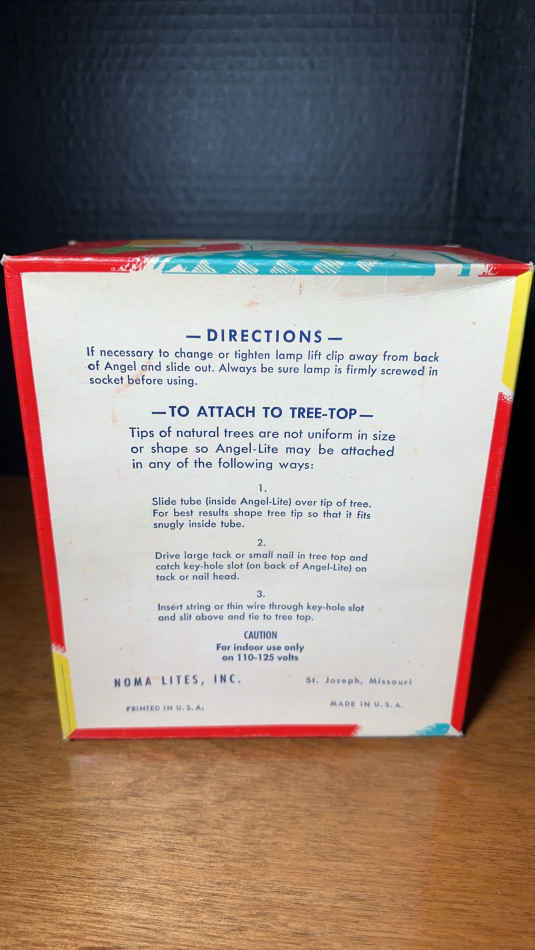 —DIRECTIONS—
If necessary to change or tighten lamp lift clip away from back
of Angel and slide out. Always be sure lamp is firmly screwed in
socket before using.
—TO ATTACH TO TREE-TOP—
Tips of natural trees are not uniform in size
or shape so Angel-Lite may be attached
in any of the following ways:
1.
Slide tube (inside Angel-Lite) over tip of tree.
For best results shape tree tip so that it fits
snugly inside tube.
2.
Drive large tack or small nail in tree top and
catch key-hole slot (on back of Angel-Lite) on
tack or nail head.
3.
Insert string or thin wire through key-hole slot
and slit above and tie to tree top.
CAUTION
For indoor use only
on 110-125 volts
NOMA LITES, INC. St. Joseph, Missouri
PRINTED IN U.S.A. MADE IN U.S.A.